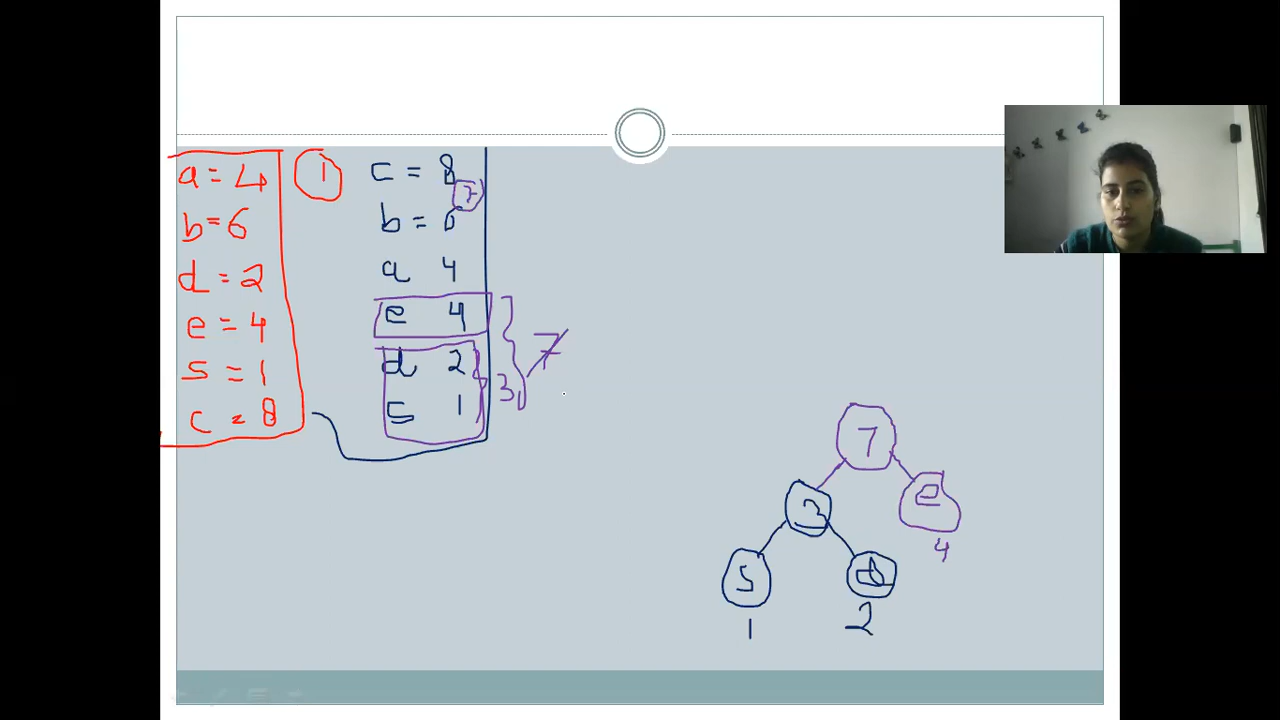 a = 4
b = 6
d = 2
e = 4
s = 1
c = 8
1
c = 8
7
b = 6
a 4
e 4
d 2
s 1
3
7
7
3
e
4
s
d
1
2